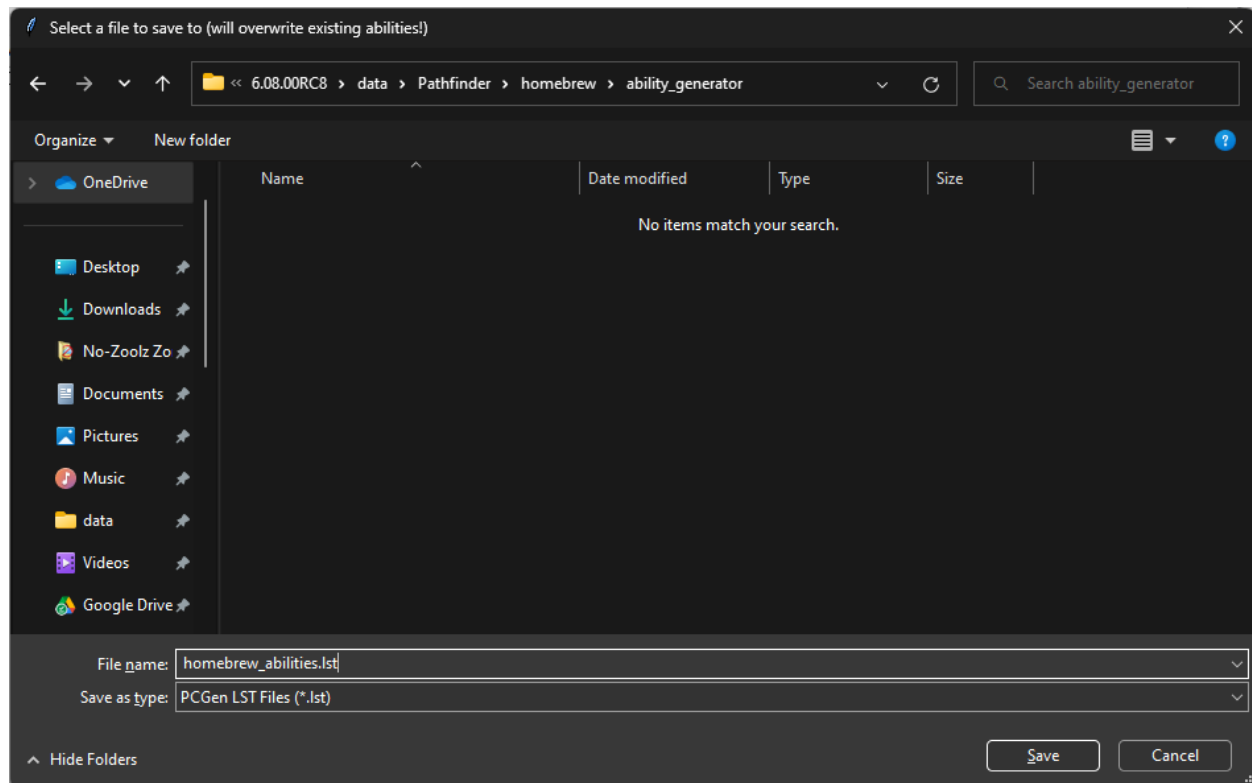 Select a file to save to (will overwrite existing abilities!)
« 6.08.00RC8 › data › Pathfinder › homebrew › ability_generator
Search ability_generator
Organize
New folder
OneDrive
Name
Date modified
Type
Size
No items match your search.
Desktop
Downloads
No-Zoolz Zo
Documents
Pictures
Music
data
Videos
Google Drive
File name: homebrew_abilities.lst
Save as type: PCGen LST Files (*.lst)
Hide Folders
Save
Cancel